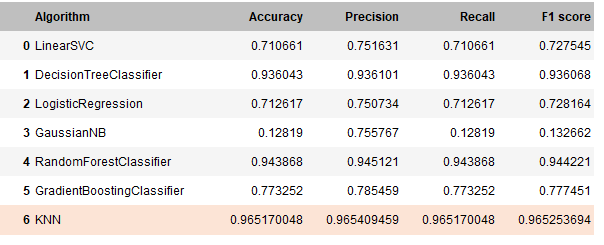 Algorithm Accuracy Precision Recall F1 score
0 LinearSVC 0.710661 0.751631 0.710661 0.727545
1 DecisionTreeClassifier 0.936043 0.936101 0.936043 0.936068
2 LogisticRegression 0.712617 0.750734 0.712617 0.728164
3 GaussianNB 0.12819 0.755767 0.12819 0.132662
4 RandomForestClassifier 0.943868 0.945121 0.943868 0.944221
5 GradientBoostingClassifier 0.773252 0.785459 0.773252 0.777451
6 KNN 0.965170048 0.965409459 0.965170048 0.965253694